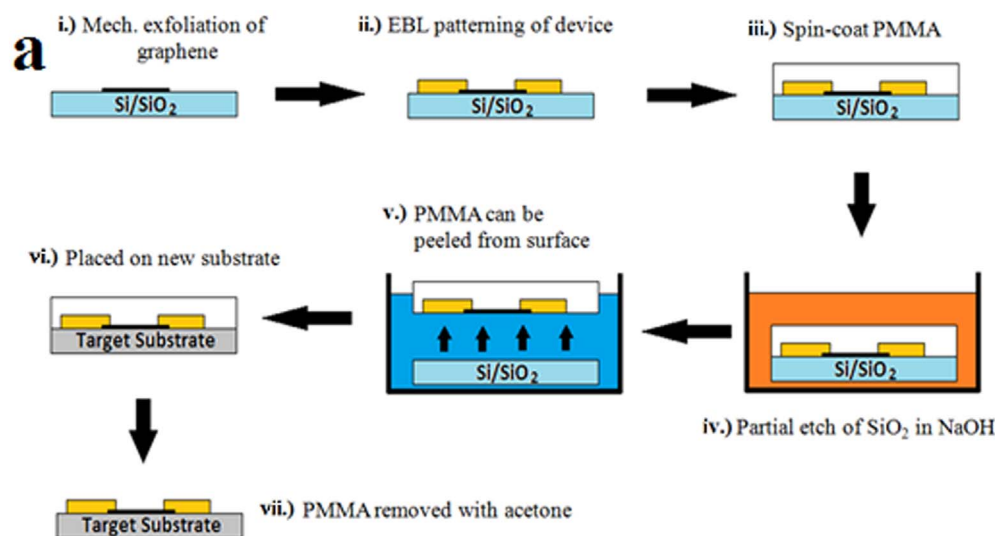 a
i.) Mech. exfoliation of
graphene
Si/SiO₂
ii.) EBL patterning of device
Si/SiO₂
iii.) Spin-coat PMMA
Si/SiO₂
iv.) Partial etch of SiO₂ in NaOH
Si/SiO₂
v.) PMMA can be
peeled from surface
Si/SiO₂
vi.) Placed on new substrate
Target Substrate
vii.) PMMA removed with acetone
Target Substrate